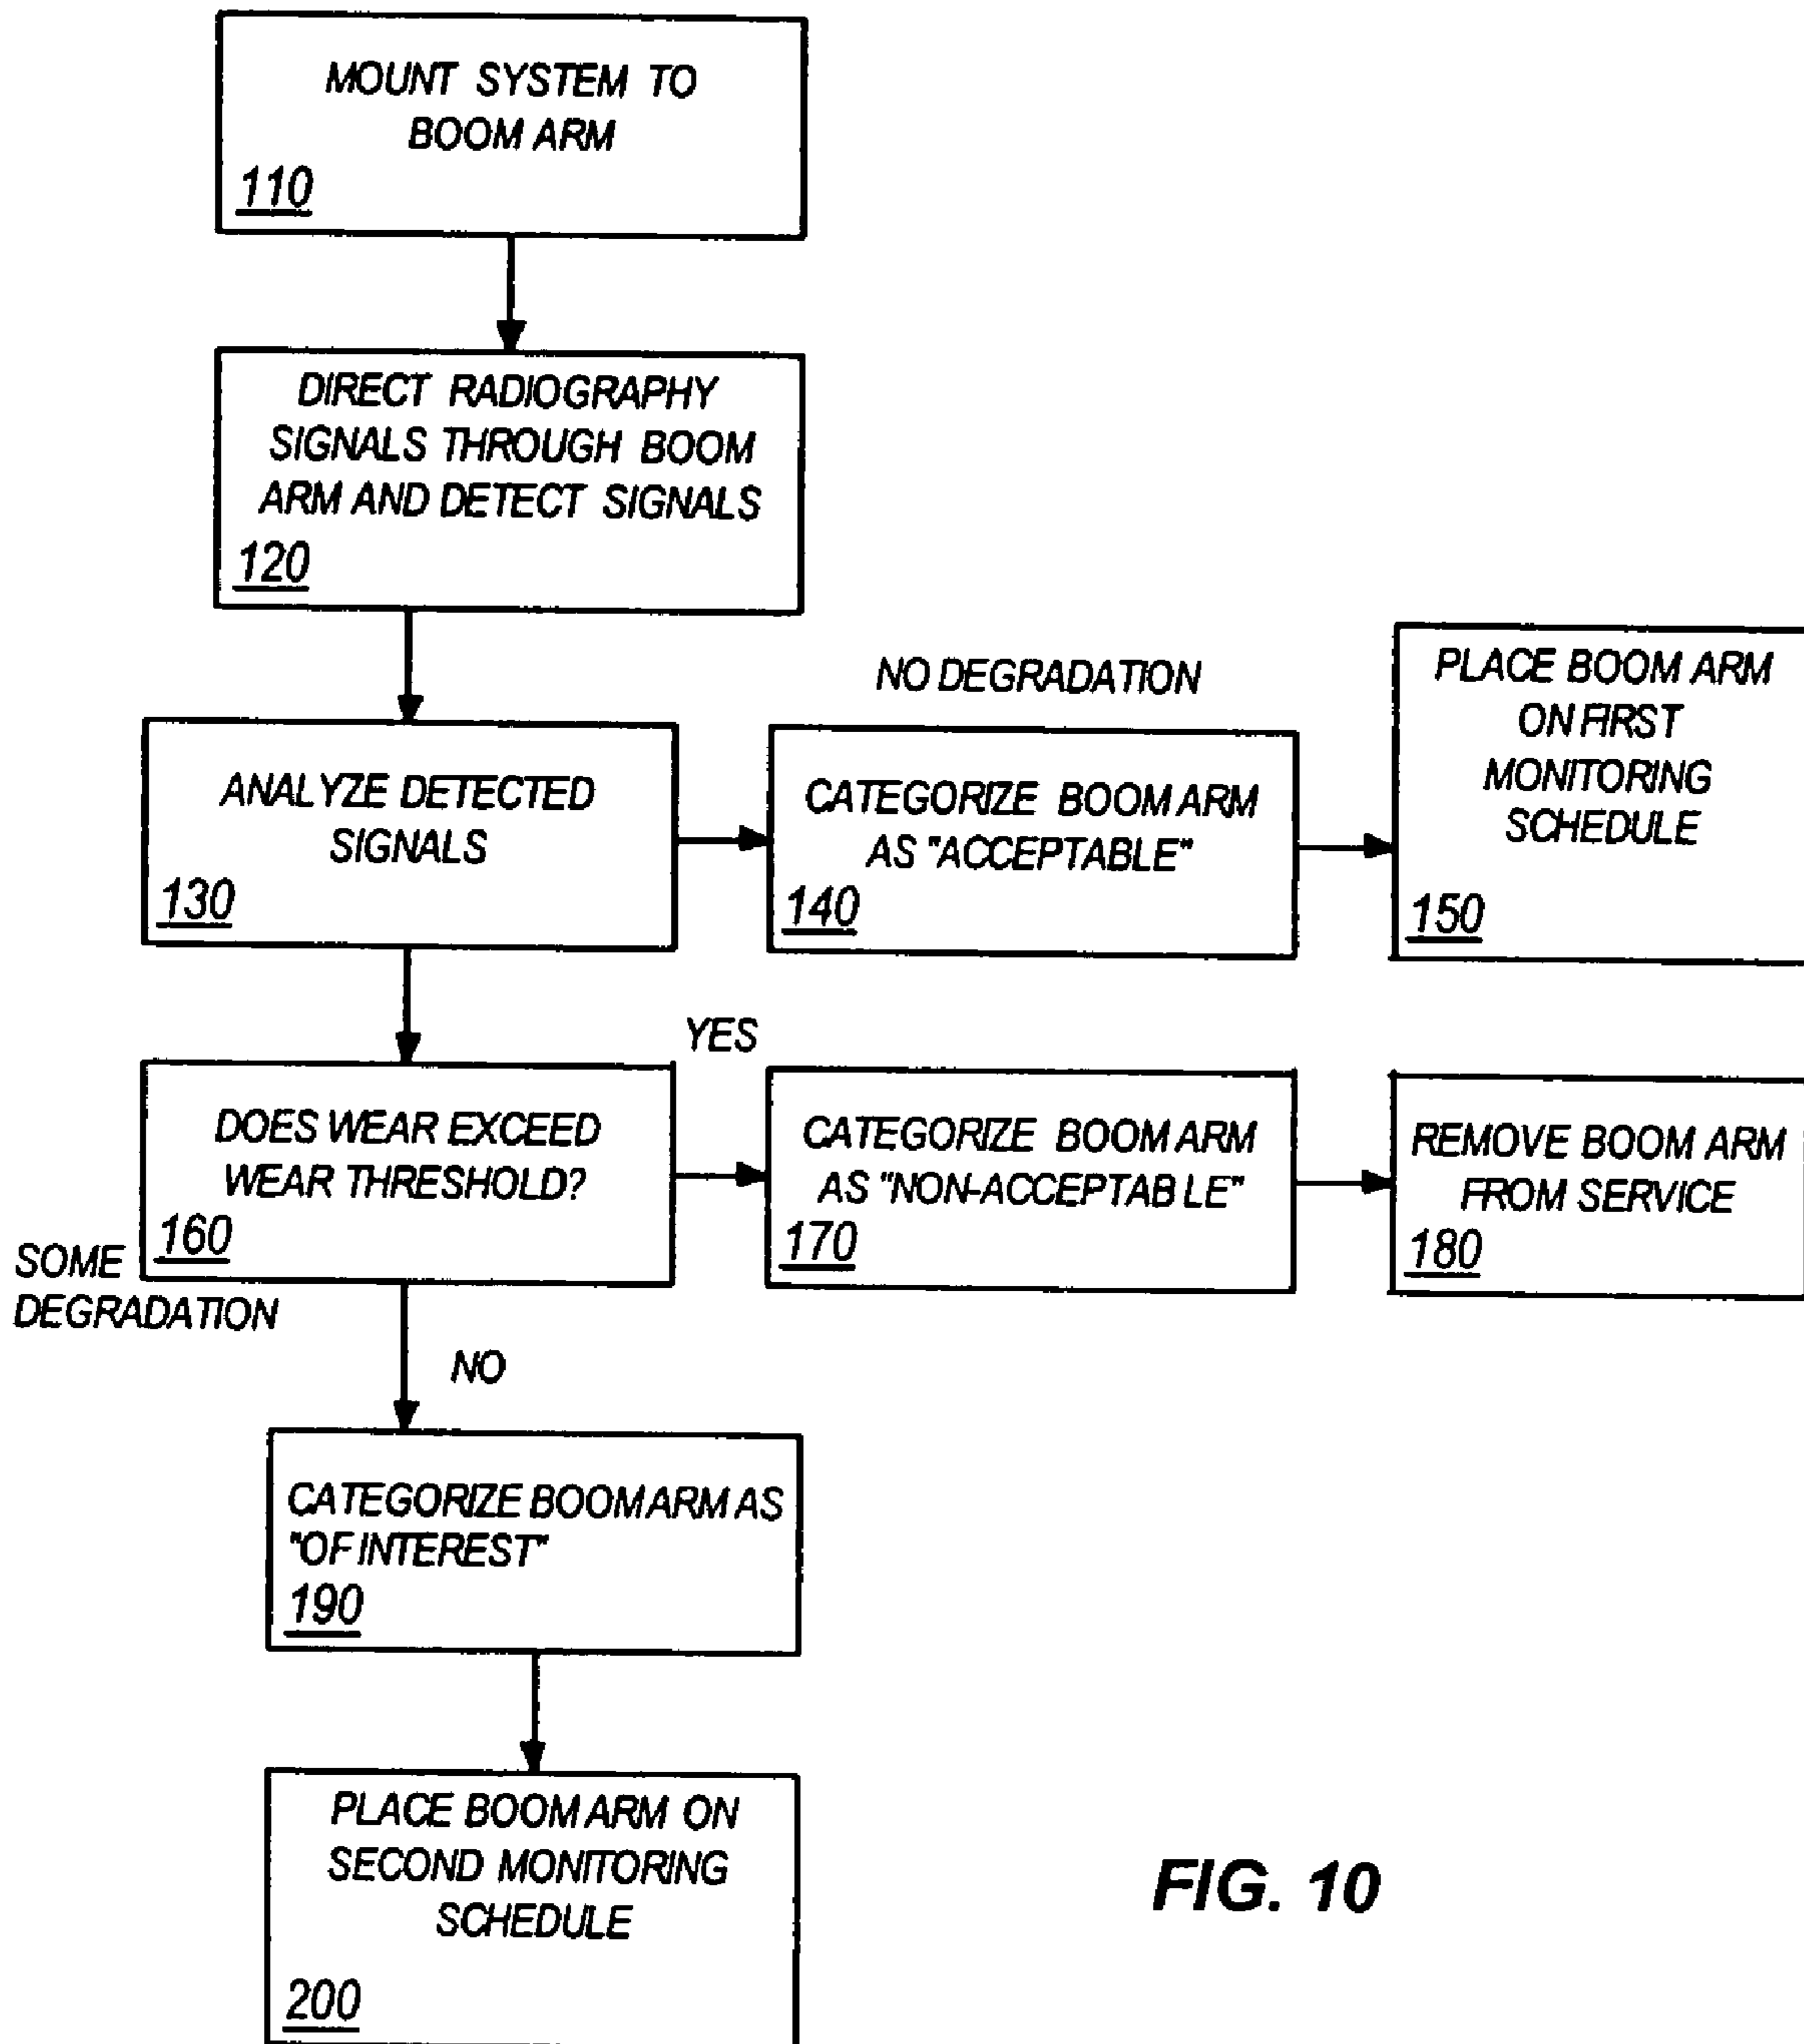 MOUNT SYSTEM TO
BOOM ARM
110
DIRECT RADIOGRAPHY
SIGNALS THROUGH BOOM
ARM AND DETECT SIGNALS
120
ANALYZE DETECTED
SIGNALS
130
NO DEGRADATION
CATEGORIZE BOOM ARM
AS "ACCEPTABLE"
140
PLACE BOOM ARM
ON FIRST
MONITORING
SCHEDULE
150
DOES WEAR EXCEED
WEAR THRESHOLD?
160
YES
CATEGORIZE BOOM ARM
AS "NON-ACCEPTABLE"
170
REMOVE BOOM ARM
FROM SERVICE
180
SOME
DEGRADATION
NO
CATEGORIZE BOOM ARM AS
"OF INTEREST"
190
PLACE BOOM ARM ON
SECOND MONITORING
SCHEDULE
200
FIG. 10